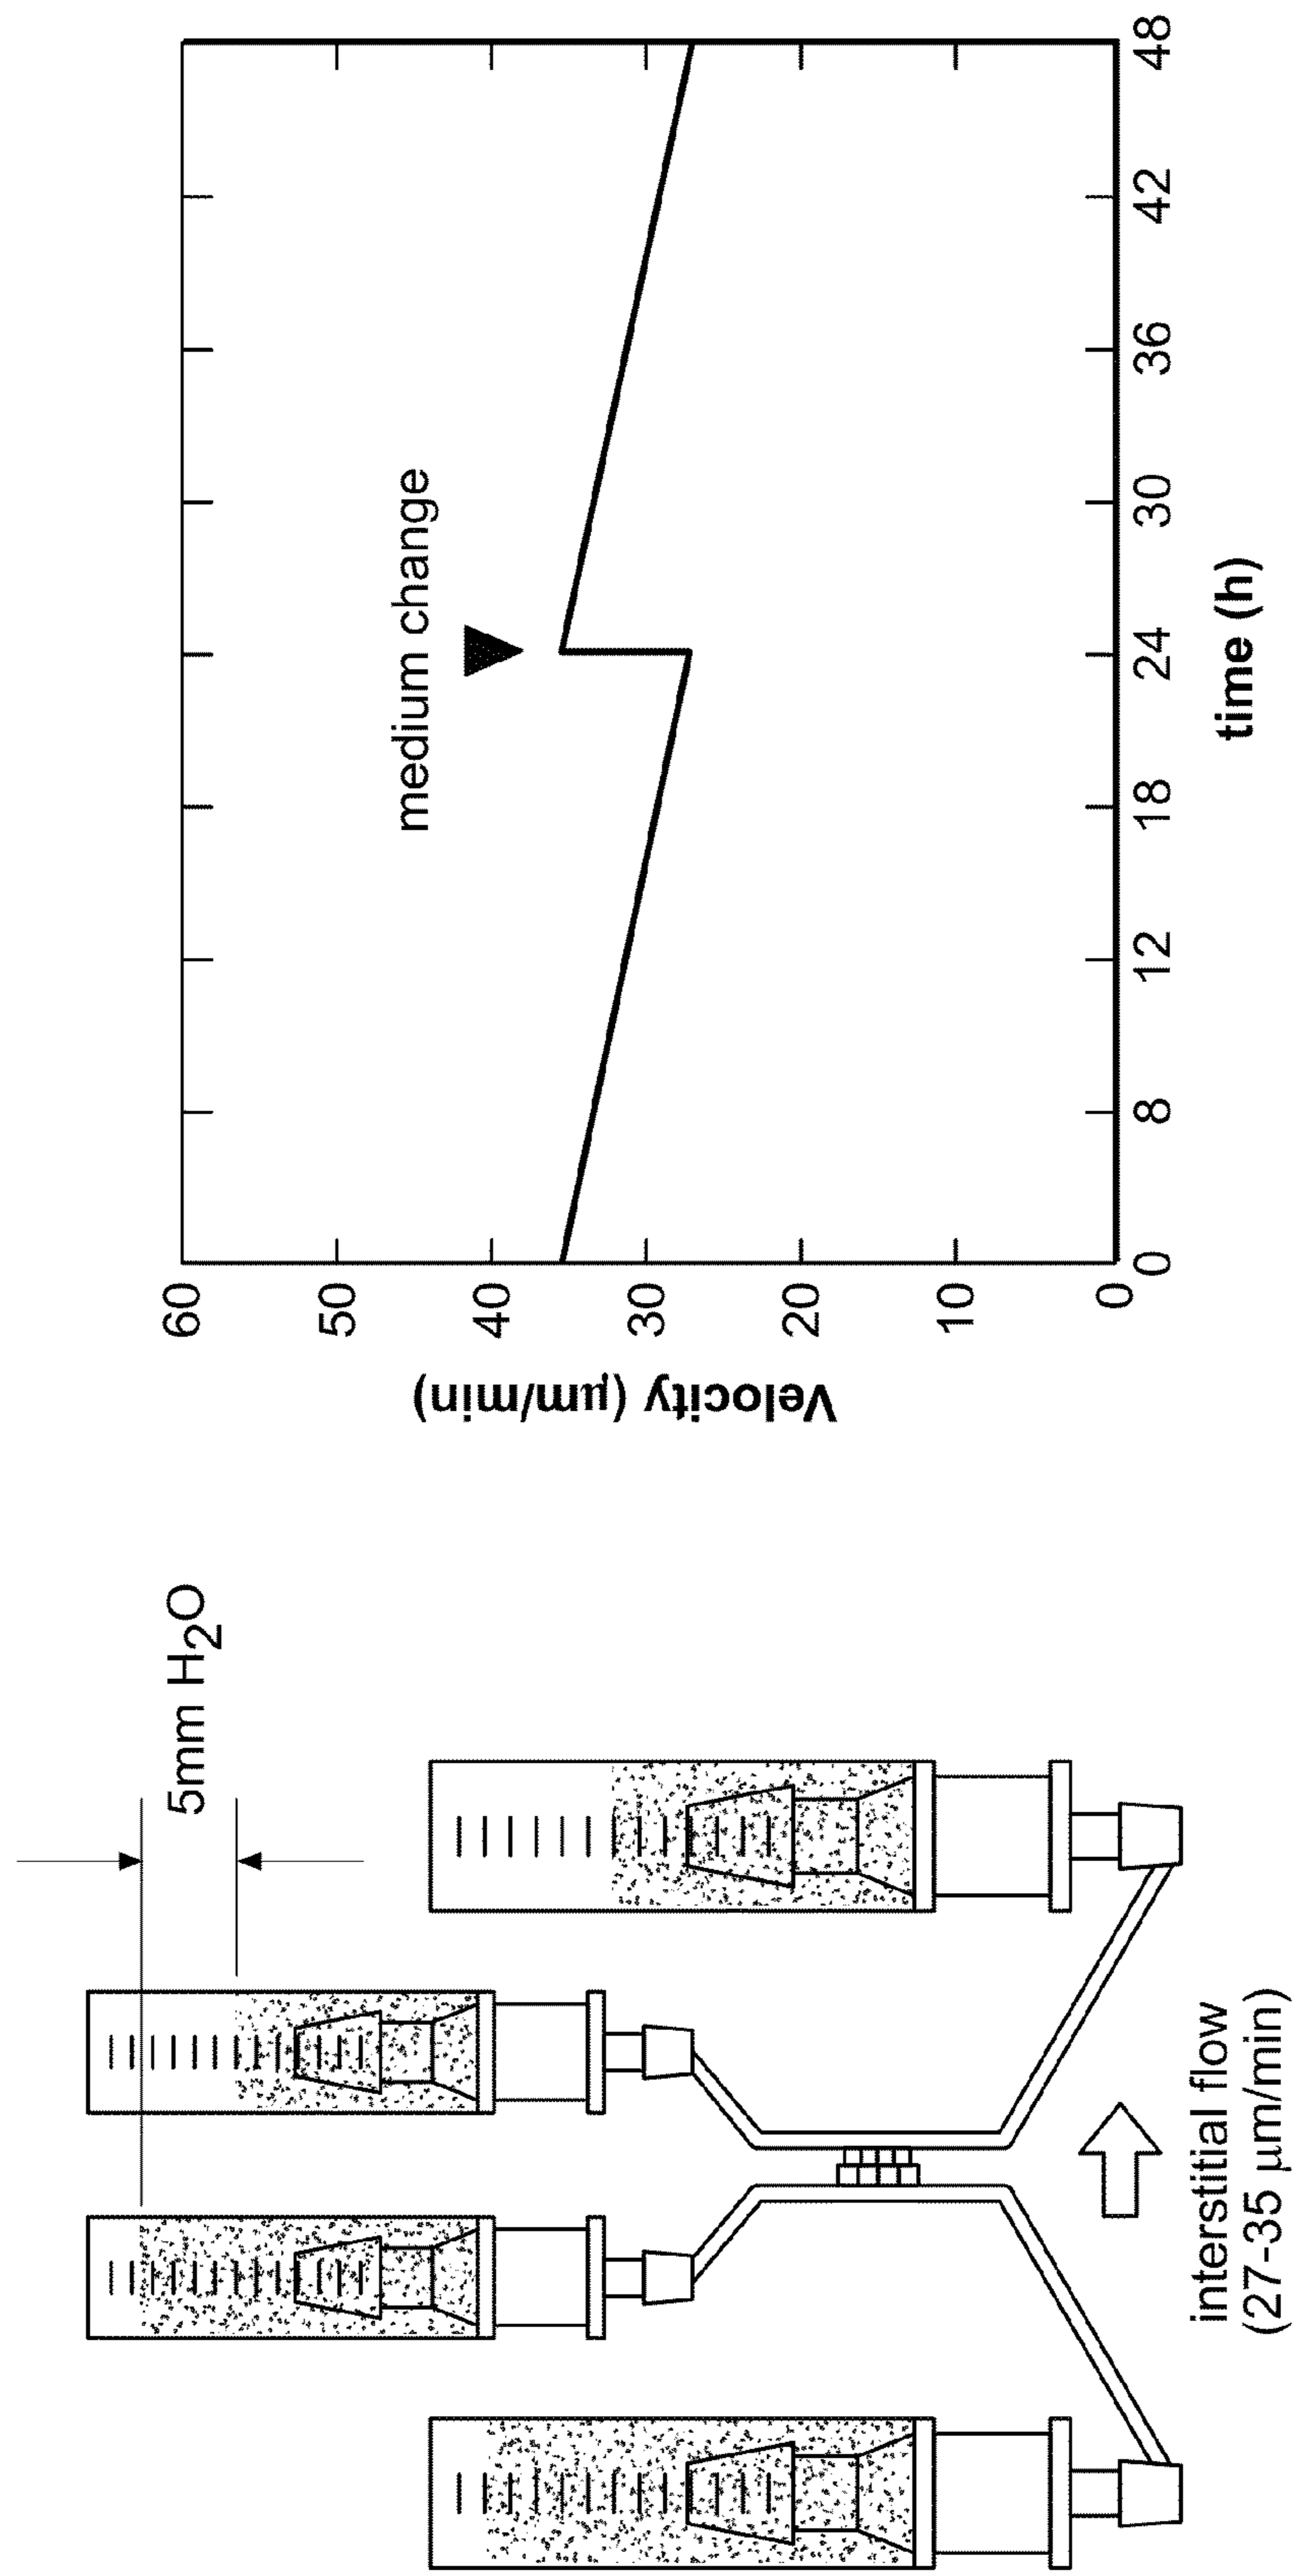 5mm H₂O
interstitial flow
(27-35 μm/min)
Velocity (μm/min)
60
50
40
30
20
10
0
medium change
0
8
12
18
24
30
36
42
48
time (h)